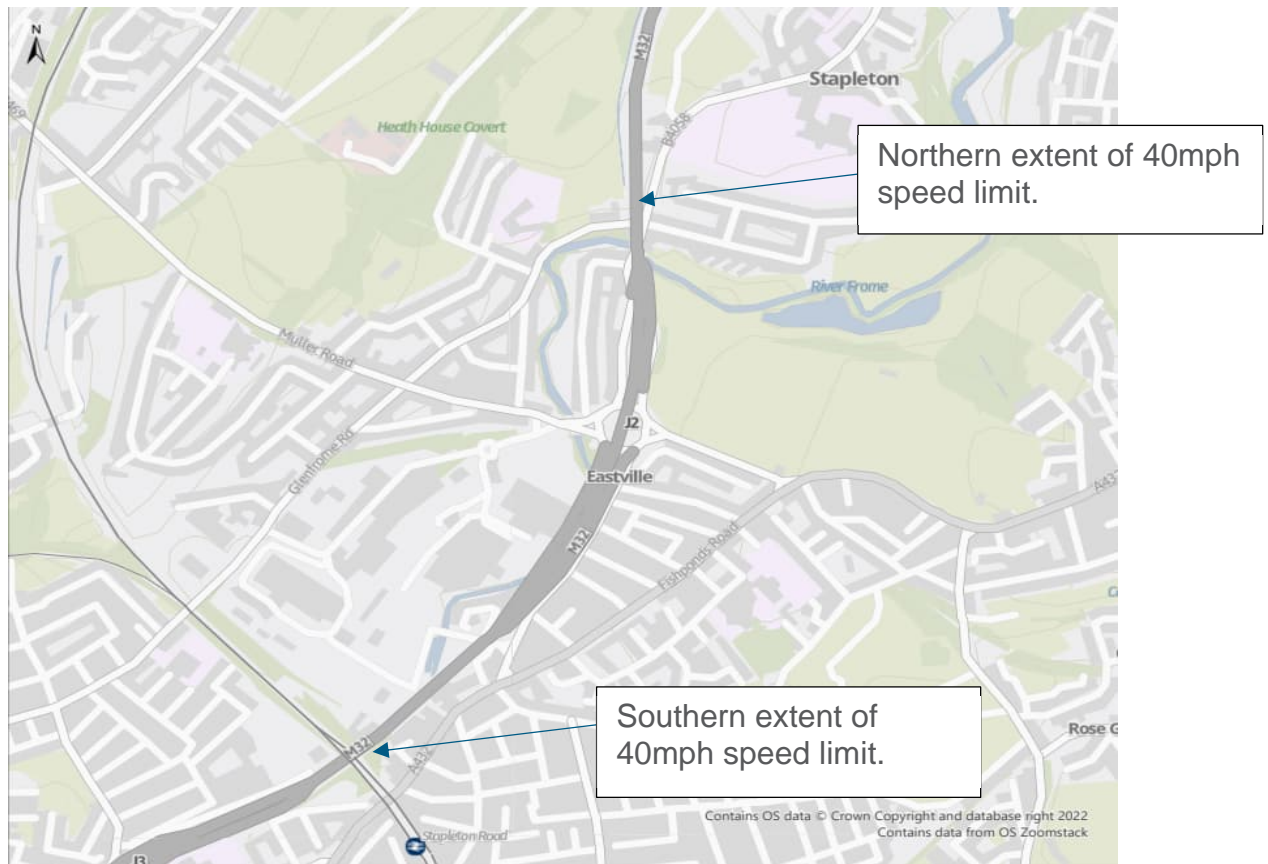 N
M32
Stapleton
469
Heath House Covert
B4058
Northern extent of 40mph
speed limit.
River Frome
Muller Road
J2
Glenfrome Rd
Eastville
A432
M32
Fishponds Road
Southern extent of
40mph speed limit.
Rose G
M32
A432
Contains OS data © Crown Copyright and database right 2022
Contains data from OS Zoomstack
Stapleton Road
J3